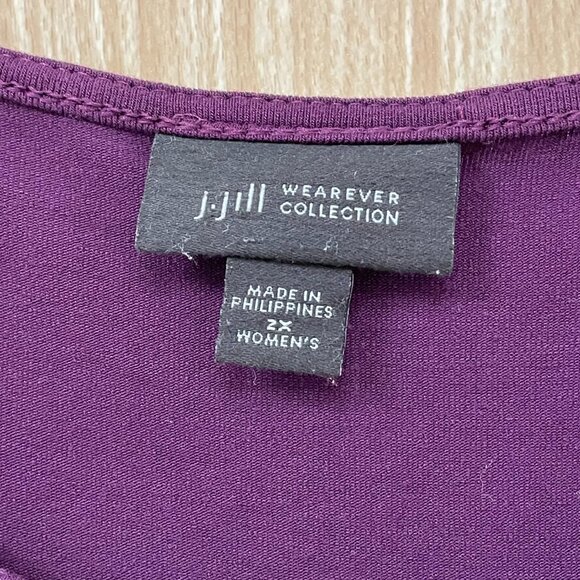 j.jill WEAREVER
COLLECTION
MADE IN
PHILIPPINES
2X
WOMEN'S